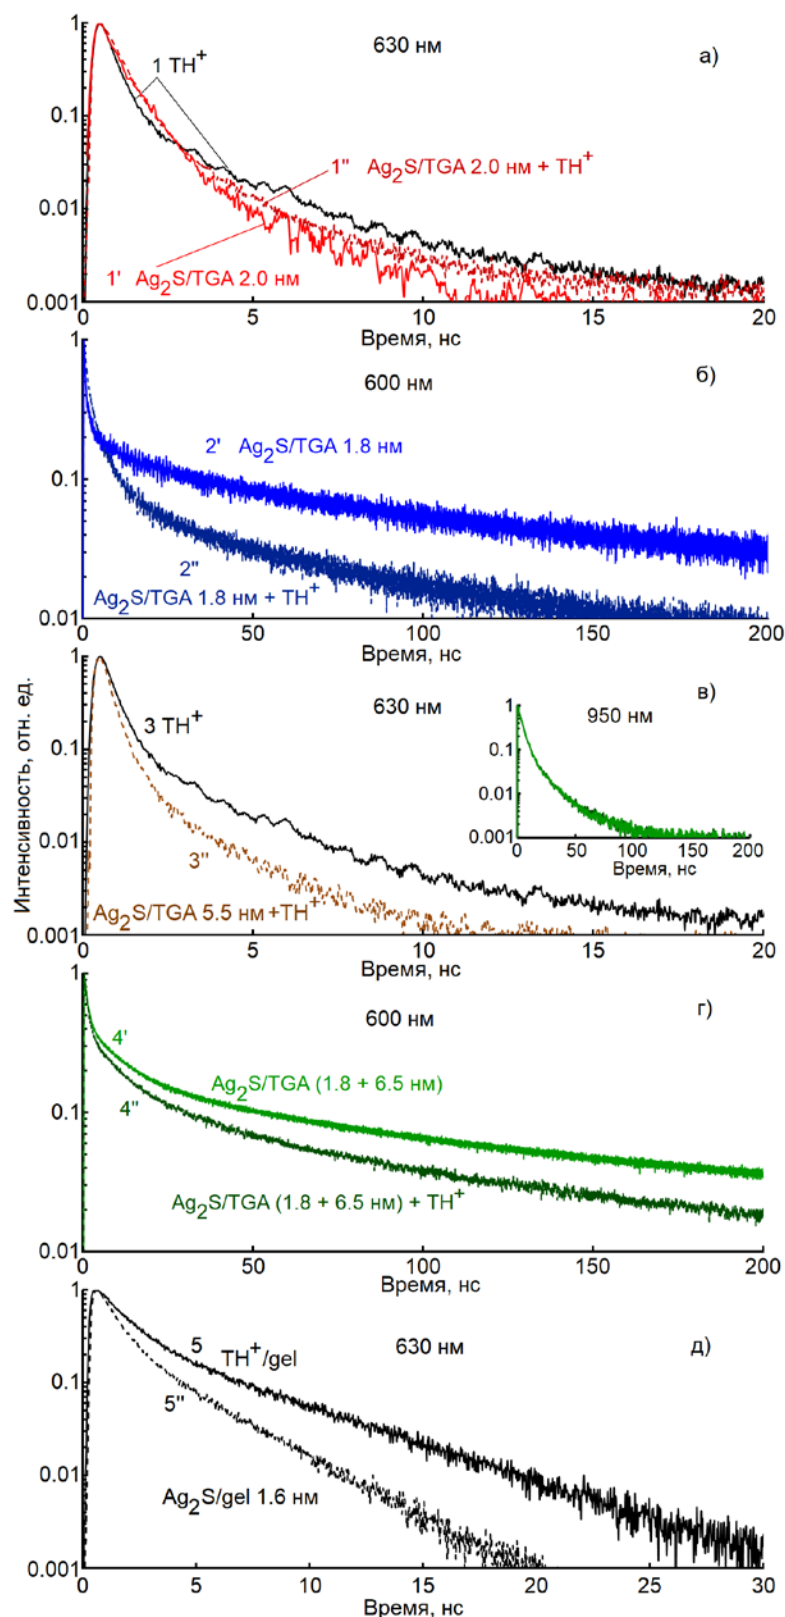 630 нм
а)
1 TH⁺
1'' Ag₂S/TGA 2.0 нм + TH⁺
1' Ag₂S/TGA 2.0 нм
1
0.1
0.01
0.001
0 5 10 15 20
Время, нс
600 нм
б)
2' Ag₂S/TGA 1.8 нм
2''
Ag₂S/TGA 1.8 нм + TH⁺
1
0.1
0.01
0 50 100 150 200
Время, нс
Интенсивность, отн. ед.
630 нм
в)
3 TH⁺
3''
Ag₂S/TGA 5.5 нм +TH⁺
1
0.1
0.01
0.001
0 5 10 15 20
Время, нс
950 нм
1
0.1
0.01
0.001
0 50 100 150 200
Время, нс
600 нм
г)
4'
Ag₂S/TGA (1.8 + 6.5 нм)
4''
Ag₂S/TGA (1.8 + 6.5 нм) + TH⁺
1
0.1
0.01
0 50 100 150 200
Время, нс
630 нм
д)
5 TH⁺/gel
5''
Ag₂S/gel 1.6 нм
1
0.1
0.01
0.001
0 5 10 15 20 25 30
Время, нс